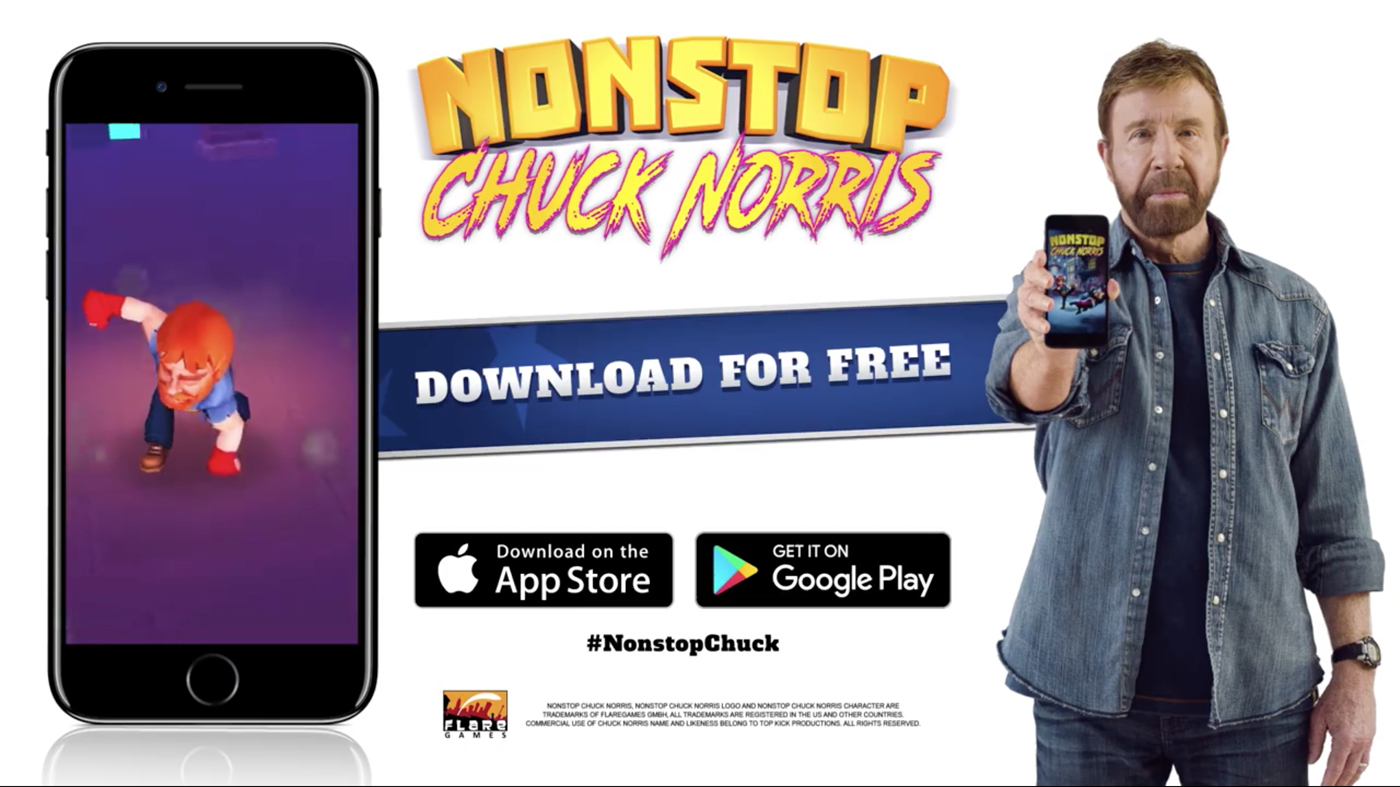 NONSTOP
CHUCK NORRIS
NONSTOP
CHUCK NORRIS
DOWNLOAD FOR FREE
Download on the
App Store
GET IT ON
Google Play
#NonstopChuck
FLARE
GAMES
NONSTOP CHUCK NORRIS, NONSTOP CHUCK NORRIS LOGO AND NONSTOP CHUCK NORRIS CHARACTER ARE
TRADEMARKS OF FLAREGAMES GMBH, ALL TRADEMARKS ARE REGISTERED IN THE US AND OTHER COUNTRIES.
COMMERCIAL USE OF CHUCK NORRIS NAME AND LIKENESS BELONG TO TOP KICK PRODUCTIONS. ALL RIGHTS RESERVED.